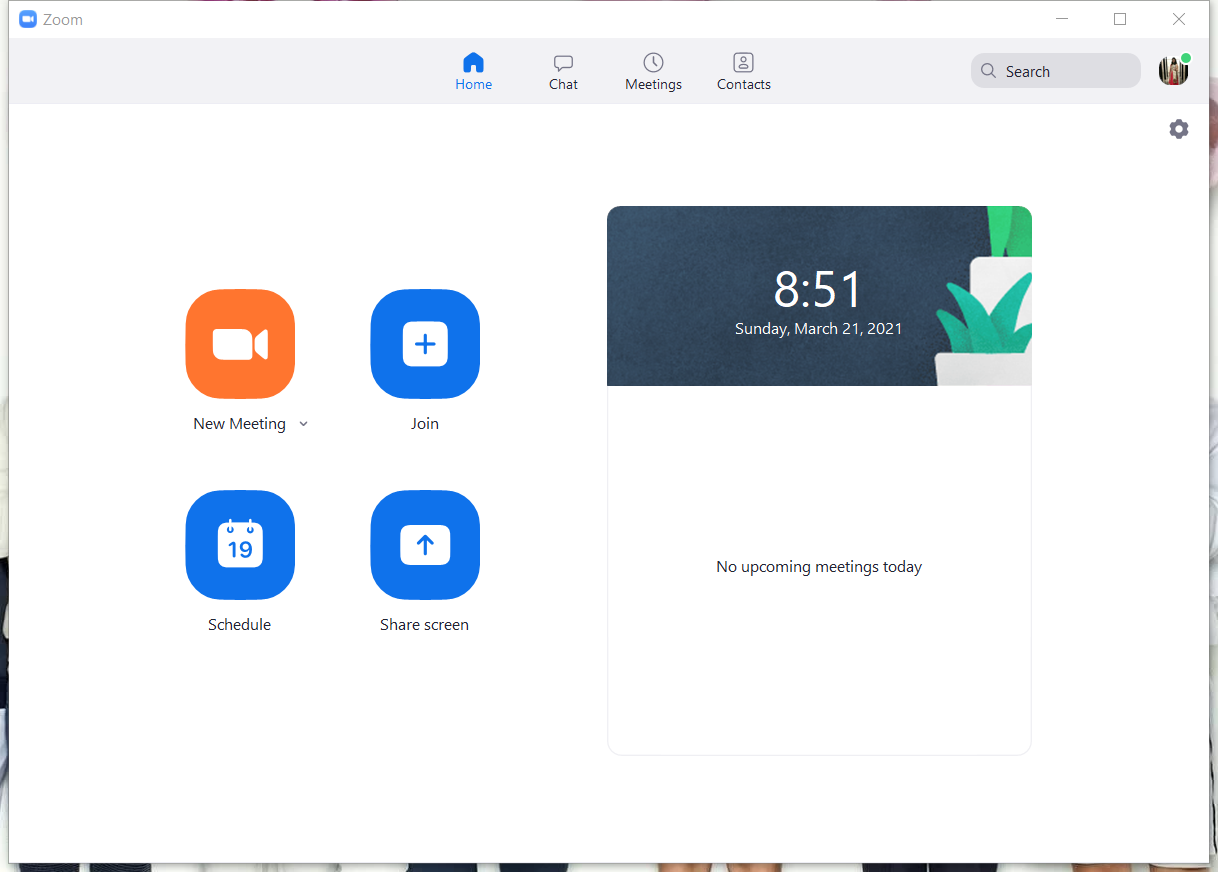 Zoom
Home
Chat
Meetings
Contacts
Search
8:51
Sunday, March 21, 2021
New Meeting
Join
19
Schedule
Share screen
No upcoming meetings today